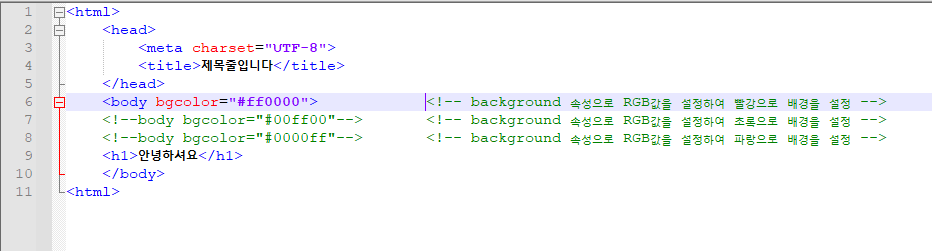 1 <html>
2 <head>
3 <meta charset="UTF-8">
4 <title>제목줄입니다</title>
5 </head>
6 <body bgcolor="#ff0000"> <!-- background 속성으로 RGB값을 설정하여 빨강으로 배경을 설정 -->
7 <!--body bgcolor="#00ff00"--> <!-- background 속성으로 RGB값을 설정하여 초록으로 배경을 설정 -->
8 <!--body bgcolor="#0000ff"--> <!-- background 속성으로 RGB값을 설정하여 파랑로 배경을 설정 -->
9 <h1>안녕하셔요</h1>
10 </body>
11 <html>